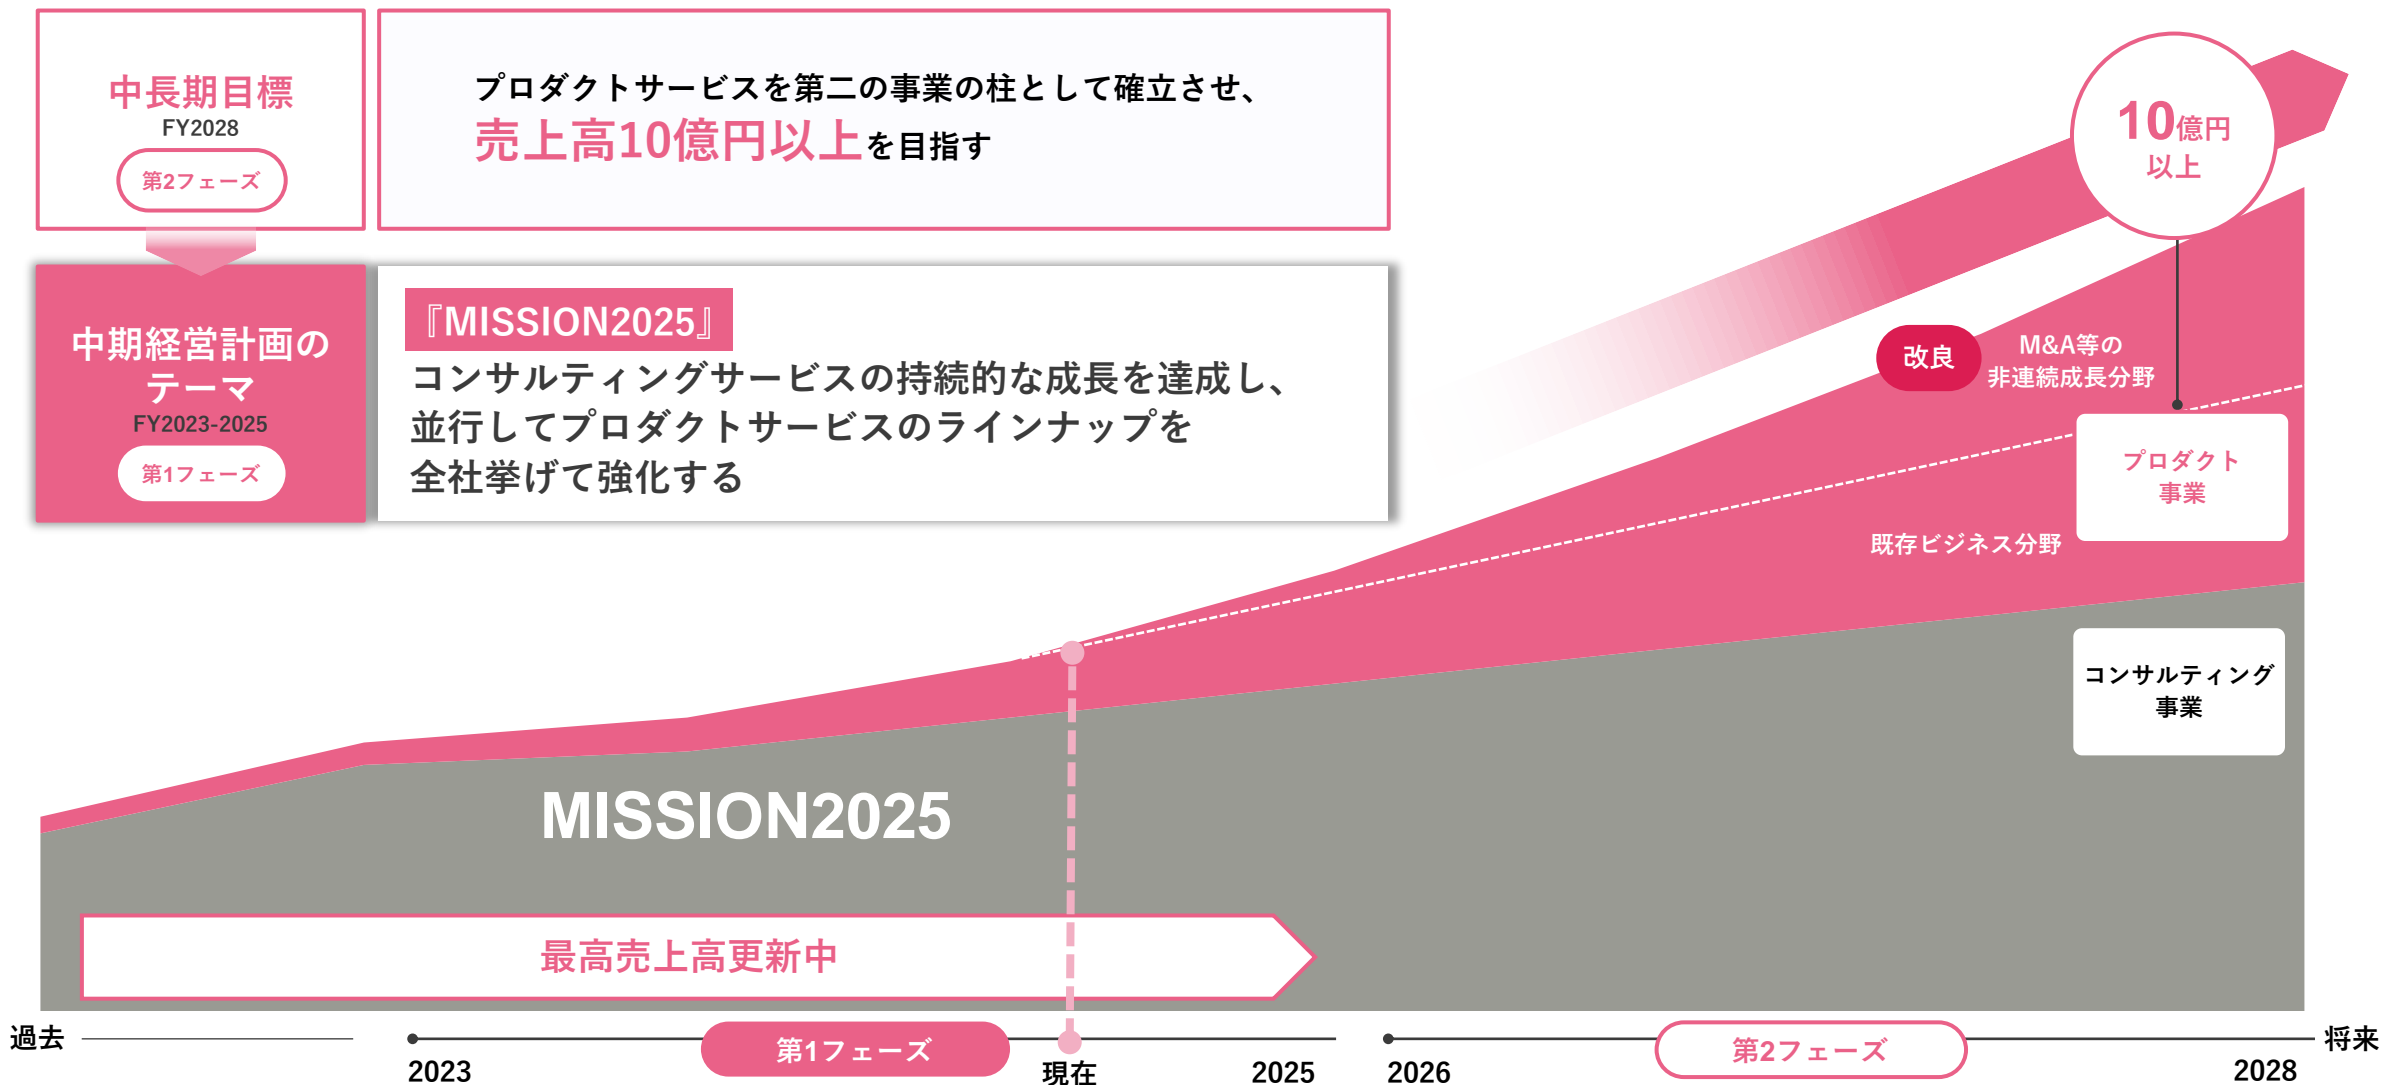 中長期目標
FY2028
第2フェーズ
プロダクトサービスを第二の事業の柱として確立させ、
売上高10億円以上を目指す
中期経営計画の
テーマ
FY2023-2025
第1フェーズ
『MISSION2025』
コンサルティングサービスの持続的な成長を達成し、
並行してプロダクトサービスのラインナップを
全社挙げて強化する
10億円
以上
改良
M&A等の
非連続成長分野
プロダクト
事業
既存ビジネス分野
コンサルティング
事業
MISSION2025
最高売上高更新中
過去
2023
第1フェーズ
現在
2025
2026
第2フェーズ
2028
将来